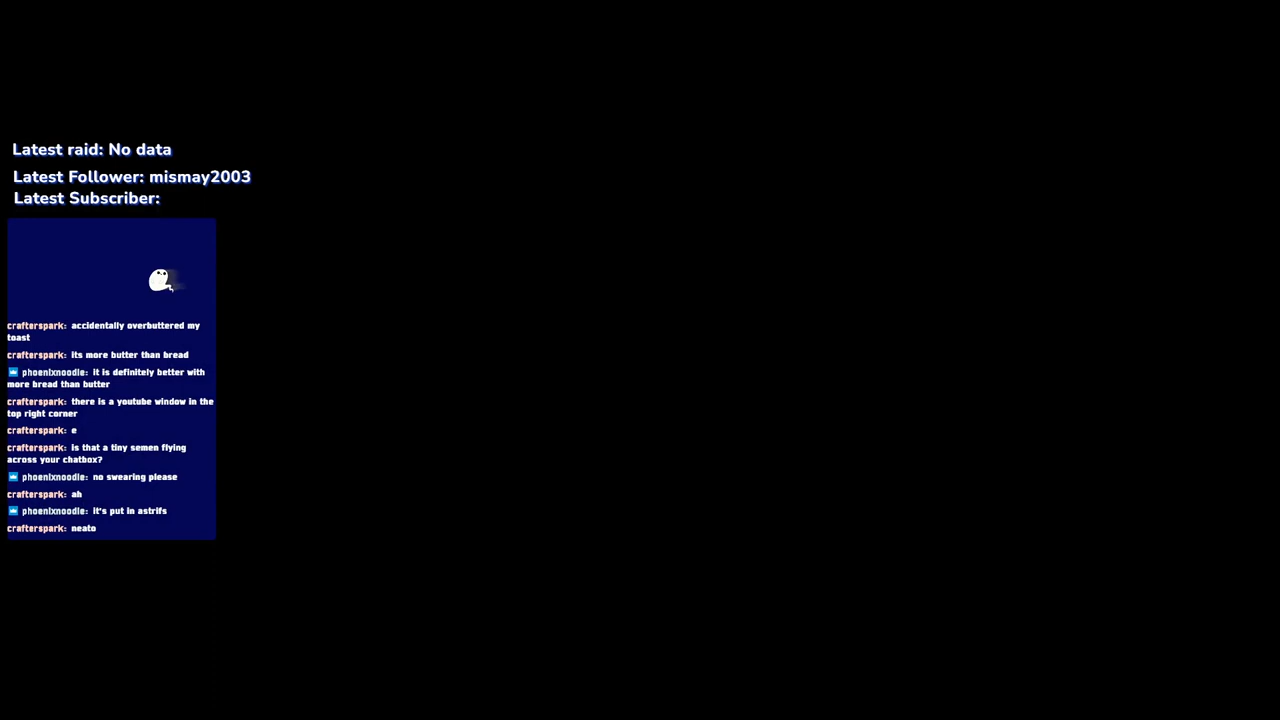 Latest raid: No data
Latest Follower: mismay2003
Latest Subscriber:
crafterspark: accidentally overbuttered my
toast
crafterspark: its more butter than bread
phoenixnoodle: it is definitely better with
more bread than butter
crafterspark: there is a youtube window in the
top right corner
crafterspark: e
crafterspark: is that a tiny semen flying
across your chatbox?
phoenixnoodle: no swearing please
crafterspark: ah
phoenixnoodle: it's put in astrifs
crafterspark: neato